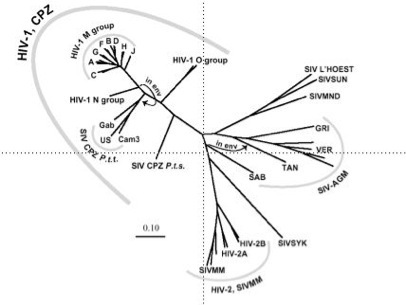 HIV-1, CPZ
HIV-1 M group
F B D
G H
J
A
C
in env
HIV-1 O group
HIV-1 N group
Gab
US Cam3
SIV CPZ P.t.t.
SIV CPZ P.t.s.
SIV L'HOEST
SIVSUN
SIVMND
GRI
in env
VER
TAN
SAB
SIV-AGM
0.10
HIV-2B
SIVSYK
HIV-2A
SIVMM
HIV-2, SIVMM